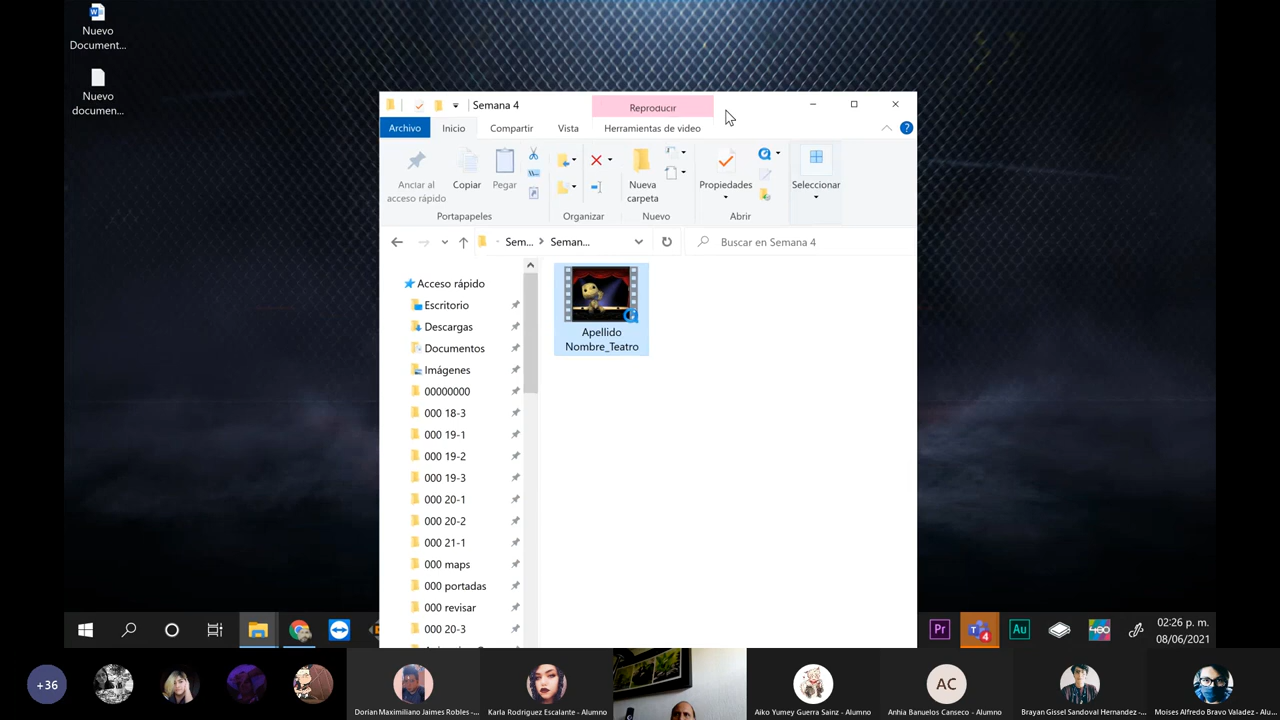 Nuevo
Document...
Nuevo
documen...
Semana 4
Reproducir
Archivo
Inicio
Compartir
Vista
Herramientas de video
Anclar al
acceso rápido
Copiar
Pegar
Nueva
carpeta
Propiedades
Seleccionar
Portapapeles
Organizar
Nuevo
Abrir
Sem...
Seman...
Buscar en Semana 4
Acceso rápido
Escritorio
Descargas
Documentos
Imágenes
00000000
000 18-3
000 19-1
000 19-2
000 19-3
000 20-1
000 20-2
000 21-1
000 maps
000 portadas
000 revisar
000 20-3
Apellido
Nombre_Teatro
Pr
4
Au
02:26 p. m.
08/06/2021
+36
AC
Dorian Maximiliano Jaimes Robles -...
Karla Rodriguez Escalante - Alumno
Aiko Yumey Guerra Sainz - Alumno
Anhia Banuelos Canseco - Alumno
Brayan Gissel Sandoval Hernandez - ...
Moises Alfredo Bravo Valadez - Alu...